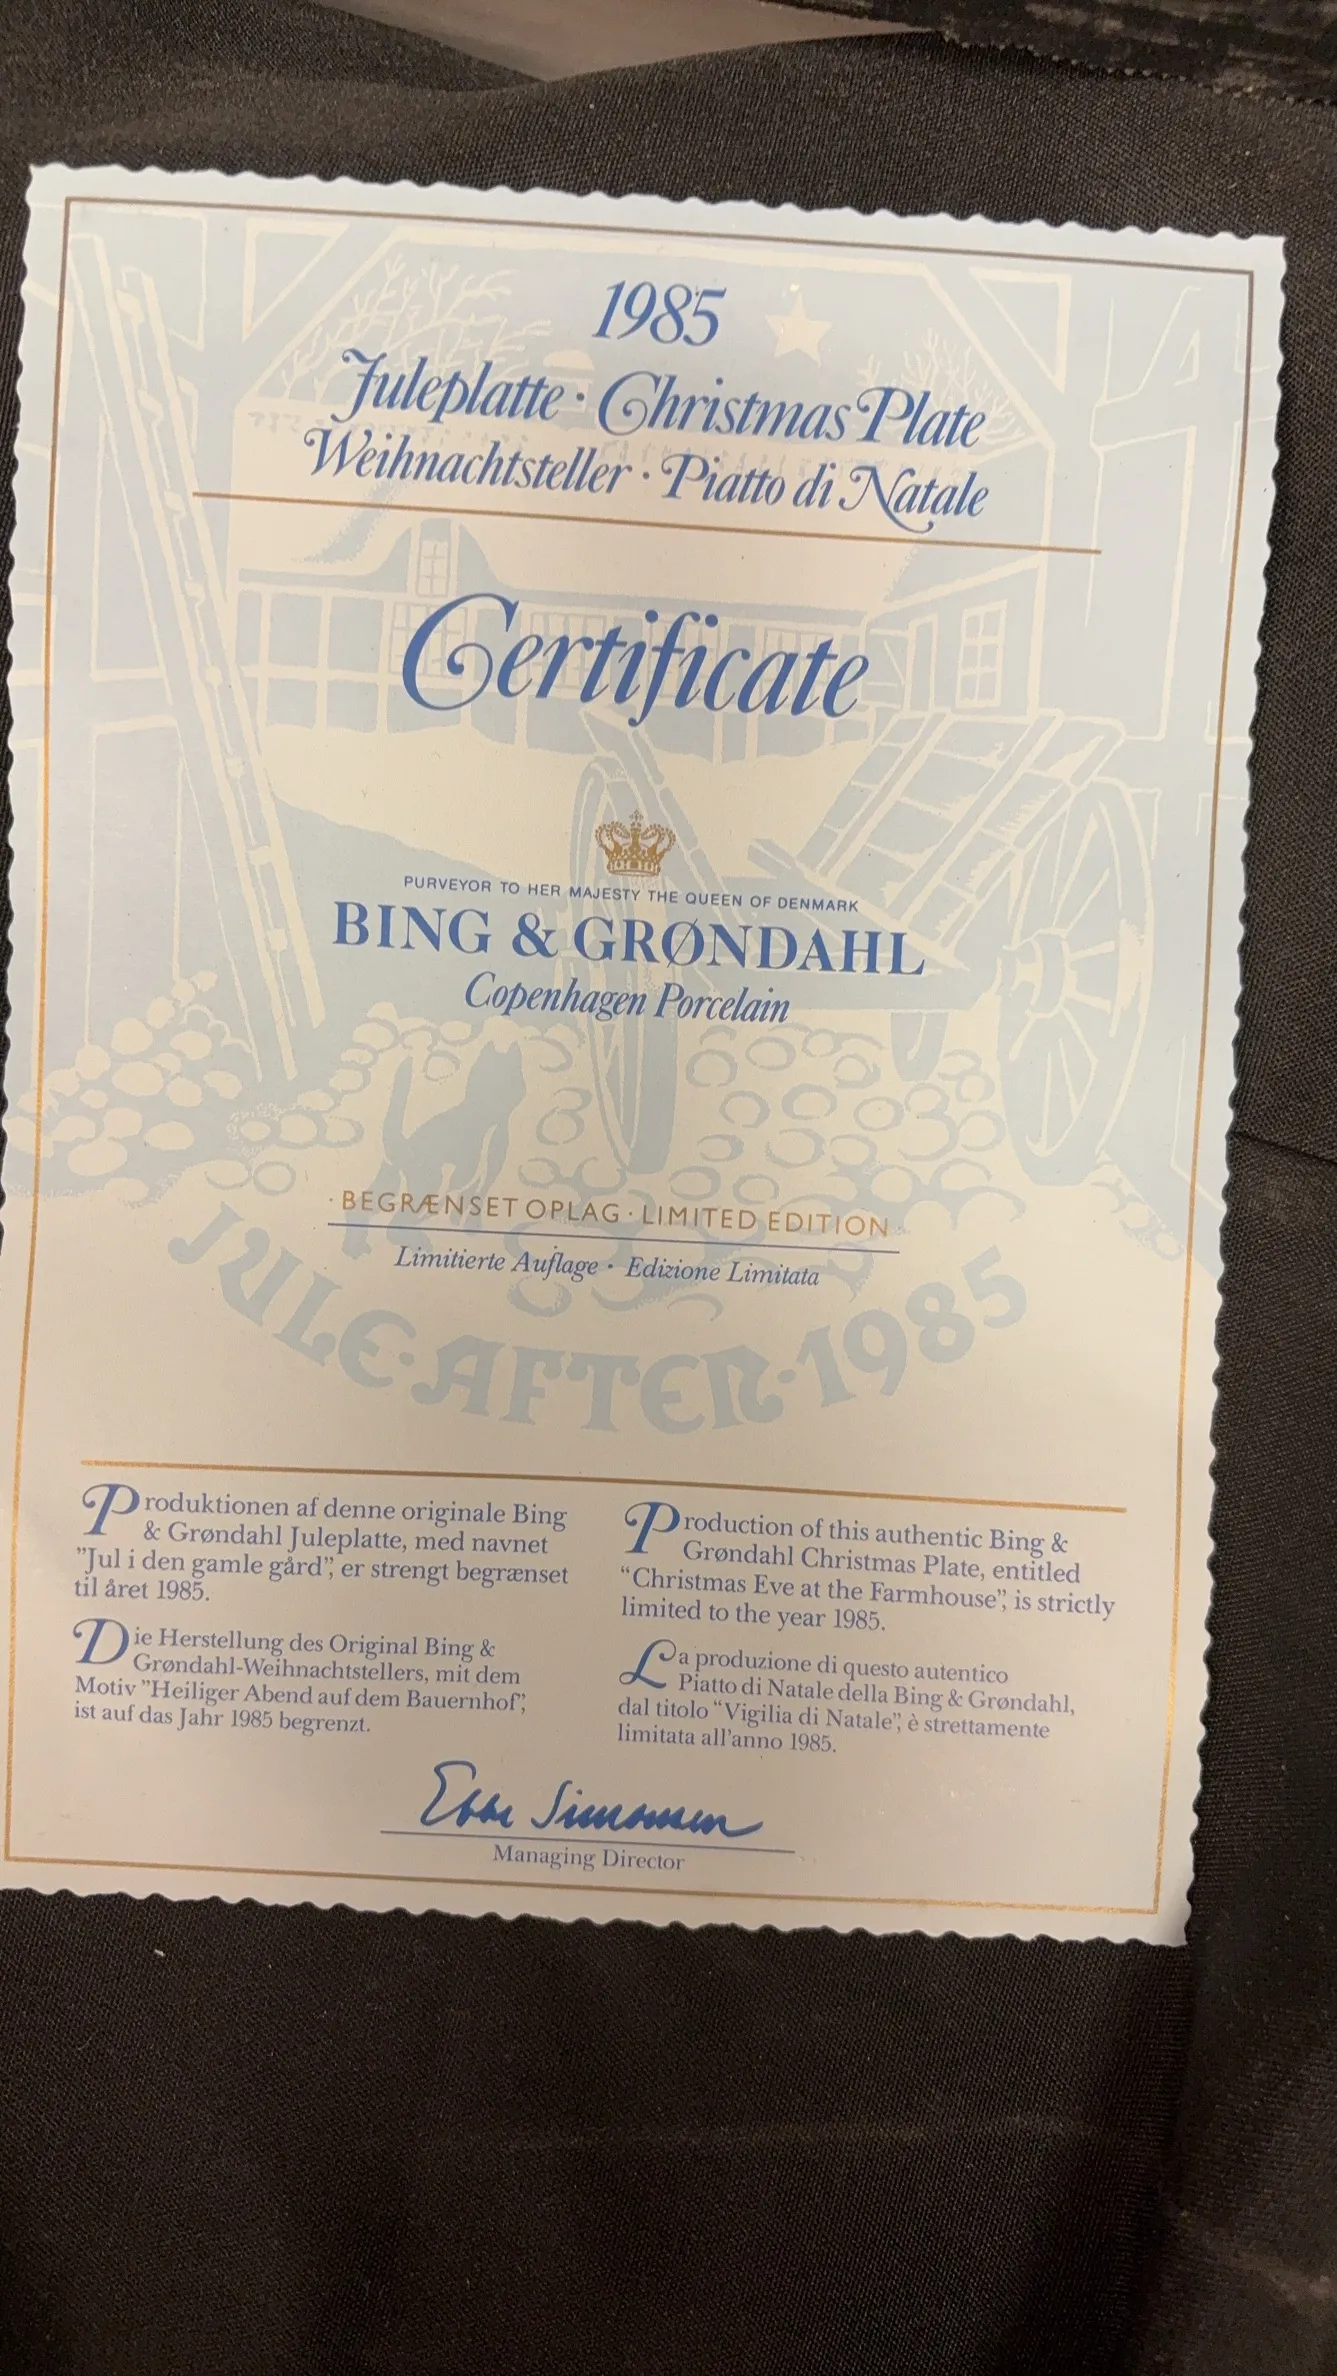 1985
Juleplatte · Christmas Plate
Weihnachtsteller · Piatto di Natale
Certificate
PURVEYOR TO HER MAJESTY THE QUEEN OF DENMARK
BING & GRØNDAHL
Copenhagen Porcelain
· BEGRÆNSET OPLAG · LIMITED EDITION ·
Limitierte Auflage · Edizione Limitata
JULE·AFTEN·1985
Produktionen af denne originale Bing
& Grøndahl Juleplatte, med navnet
"Jul i den gamle gård", er strengt begrænset
til året 1985.
Die Herstellung des Original Bing &
Grøndahl-Weihnachtstellers, mit dem
Motiv "Heiliger Abend auf dem Bauernhof",
ist auf das Jahr 1985 begrenzt.
Production of this authentic Bing &
Grøndahl Christmas Plate, entitled
“Christmas Eve at the Farmhouse”, is strictly
limited to the year 1985.
La produzione di questo autentico
Piatto di Natale della Bing & Grøndahl,
dal titolo “Vigilia di Natale”, è strettamente
limitata all'anno 1985.
Ebbe Simonsen
Managing Director